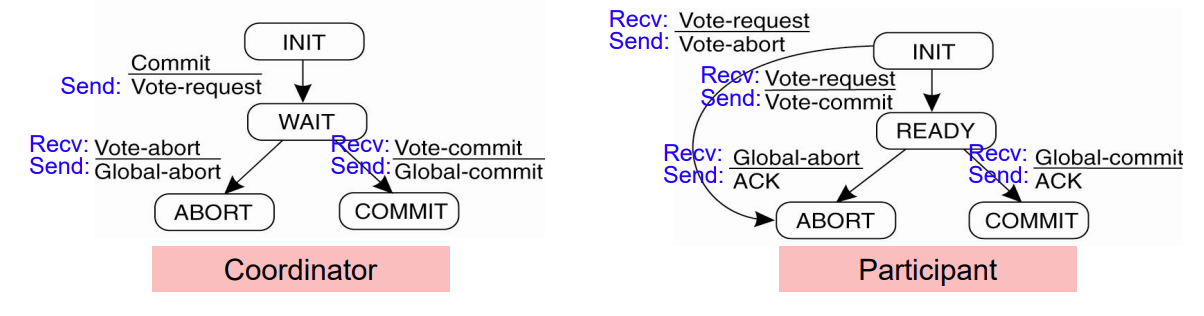 INIT
Commit
Send: Vote-request
WAIT
Recv: Vote-abort
Send: Global-abort
Recv: Vote-commit
Send: Global-commit
ABORT
COMMIT
Coordinator
Recv: Vote-request
Send: Vote-abort
INIT
Recv: Vote-request
Send: Vote-commit
READY
Recv: Global-abort
Send: ACK
Recv: Global-commit
Send: ACK
ABORT
COMMIT
Participant